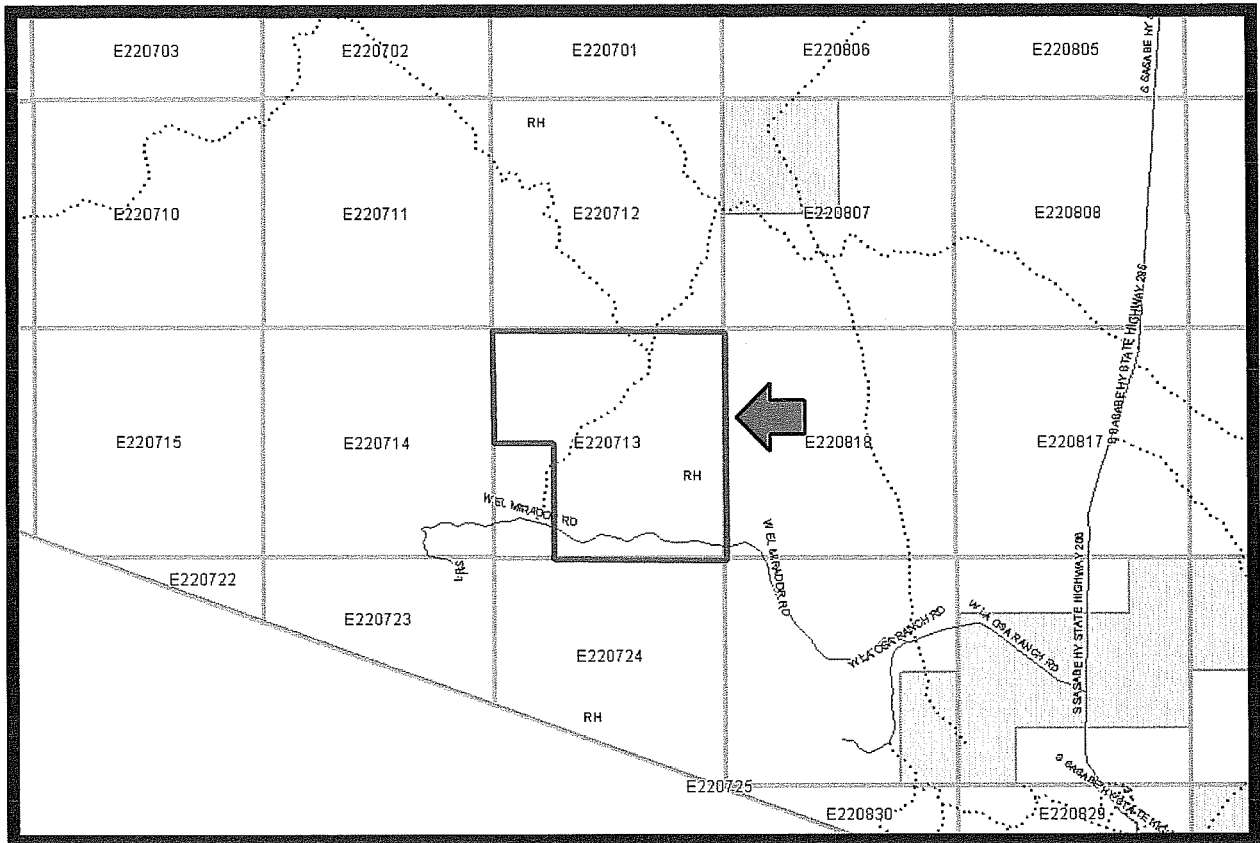 E220703
E220702
E220701
E220806
E220805
RH
E220710
E220711
E220712
E220807
E220808
S SASABE HY STATE HIGHWAY 286
E220715
E220714
E220713
E220818
E220817
RH
W EL MIRADOR RD
W EL MIRADOR RD
E220722
E220723
E220724
W LA OSA RANCH RD
W LA OSA RANCH RD
S SASABE HY STATE HIGHWAY 286
RH
E220725
E220830
E220829